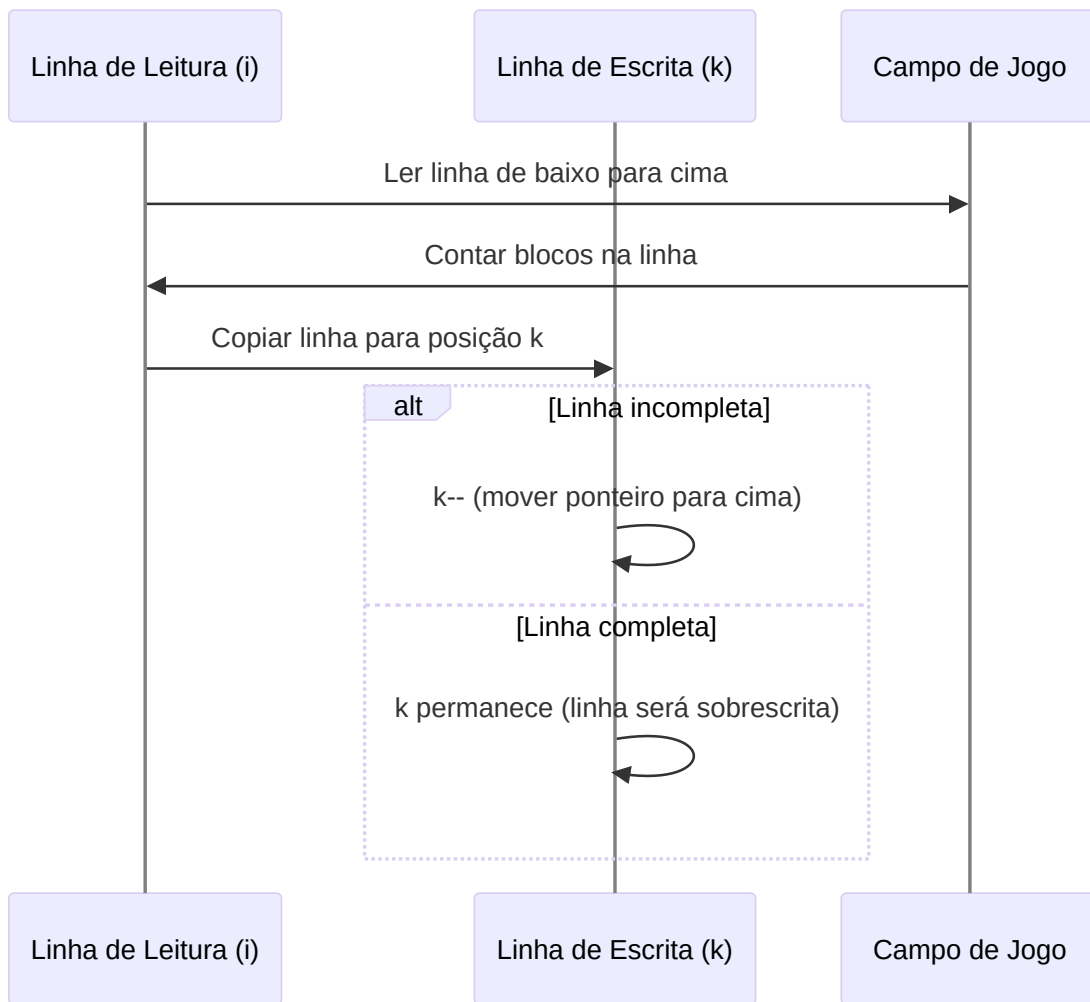 Linha de Leitura (i)
Linha de Escrita (k)
Campo de Jogo
Ler linha de baixo para cima
Contar blocos na linha
Copiar linha para posição k
alt
[Linha incompleta]
k-- (mover ponteiro para cima)
[Linha completa]
k permanece (linha será sobrescrita)
Linha de Leitura (i)
Linha de Escrita (k)
Campo de Jogo